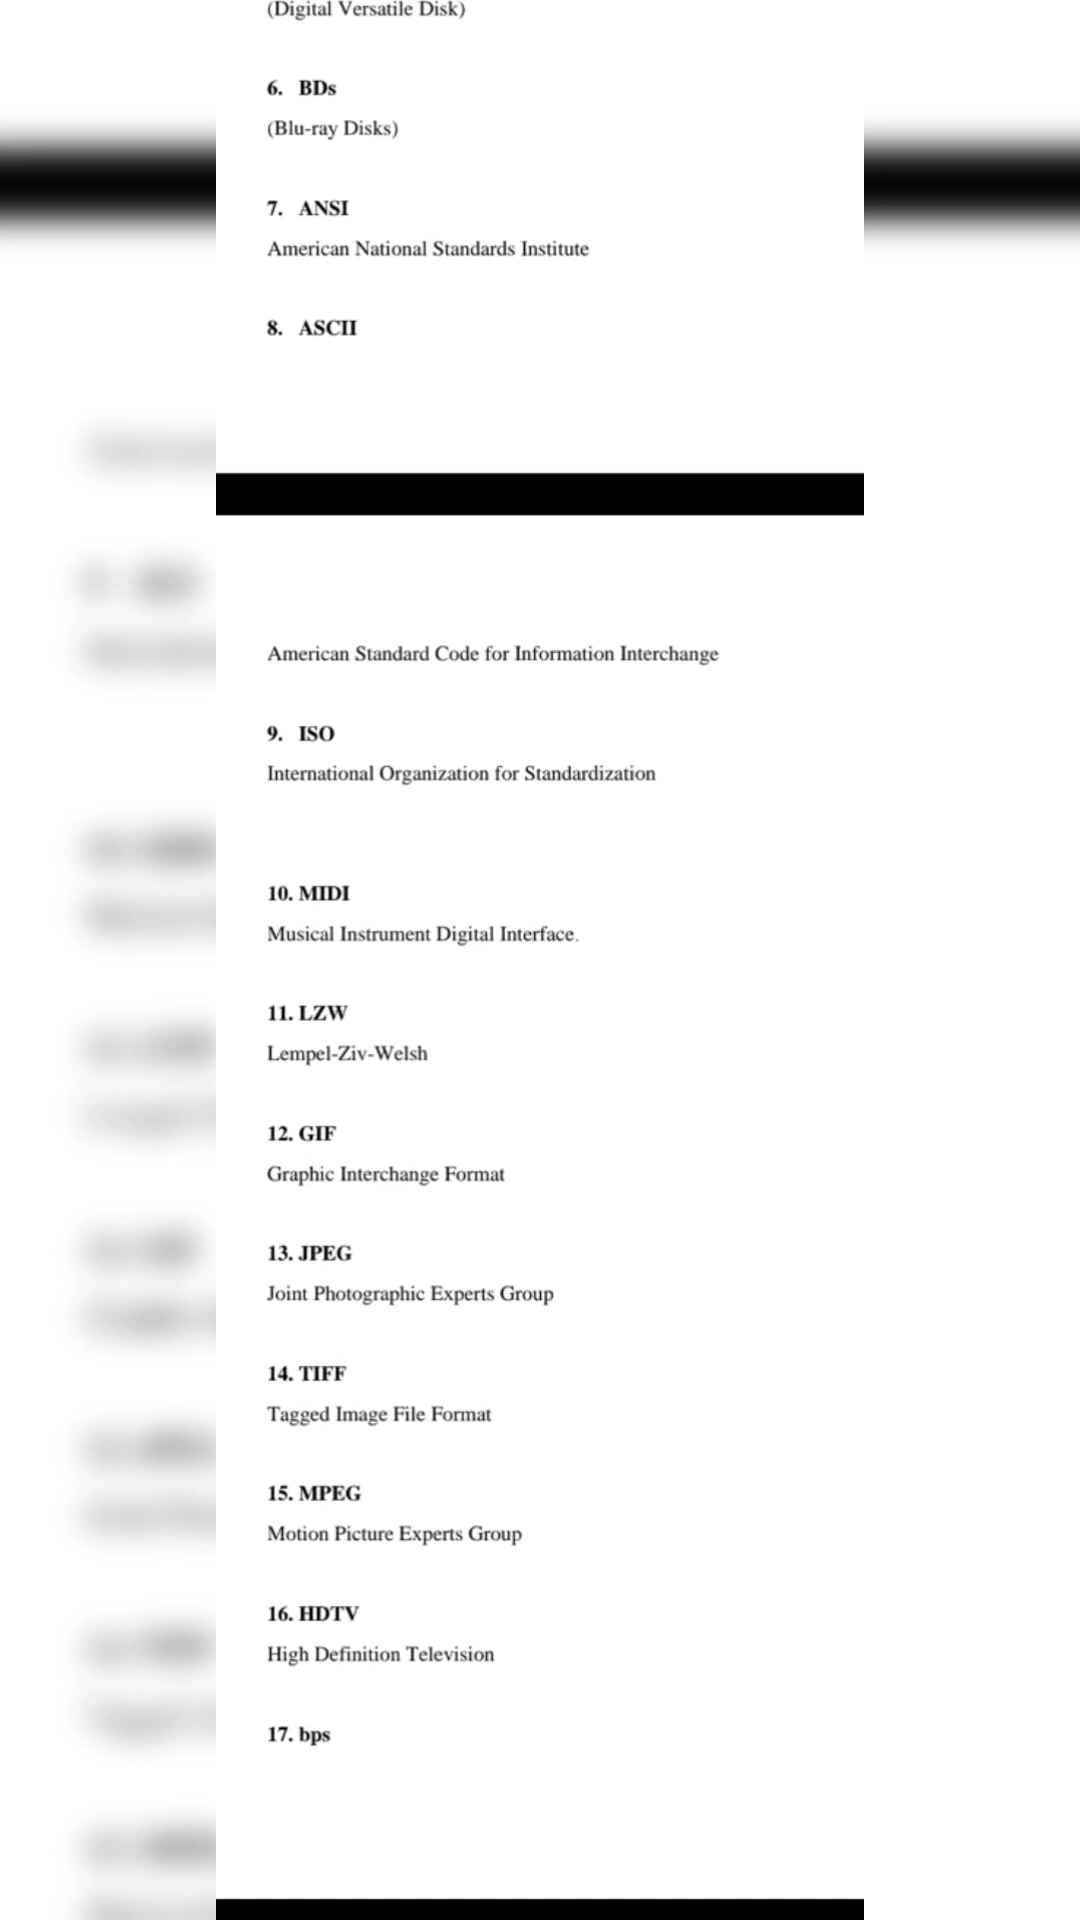 (Digital Versatile Disk)
6. BDs
(Blu-ray Disks)
7. ANSI
American National Standards Institute
8. ASCII
American Standard Code for Information Interchange
9. ISO
International Organization for Standardization
10. MIDI
Musical Instrument Digital Interface.
11. LZW
Lempel-Ziv-Welsh
12. GIF
Graphic Interchange Format
13. JPEG
Joint Photographic Experts Group
14. TIFF
Tagged Image File Format
15. MPEG
Motion Picture Experts Group
16. HDTV
High Definition Television
17. bps